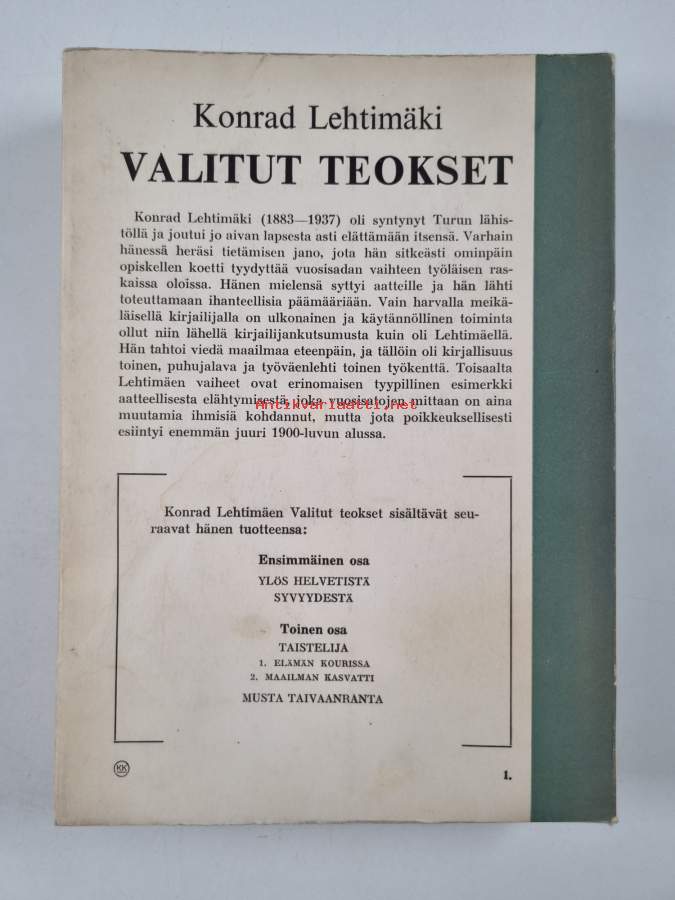 Konrad Lehtimäki
VALITUT TEOKSET
Konrad Lehtimäki (1883—1937) oli syntynyt Turun lähis-
töllä ja joutui jo aivan lapsesta asti elättämään itsensä. Varhain
hänessä heräsi tietämisen jano, jota hän sitkeästi ominpäin
opiskellen koetti tyydyttää vuosisadan vaihteen työläisen ras-
kaissa oloissa. Hänen mielensä syttyi aatteille ja hän lähti
toteuttamaan ihanteellisia päämääriään. Vain harvalla meikä-
läisellä kirjailijalla on ulkonainen ja käytännöllinen toiminta
ollut niin lähellä kirjailijankutsumusta kuin oli Lehtimäellä.
Hän tahtoi viedä maailmaa eteenpäin, ja tällöin oli kirjallisuus
toinen, puhujalava ja työväenlehti toinen työkenttä. Toisaalta
Lehtimäen vaiheet ovat erinomaisen tyypillinen esimerkki
aatteellisesta elähtymisestä, joka vuosisatojen mittaan on aina
Antikvariaatti.net
muutamia ihmisiä kohdannut, mutta jota poikkeuksellisesti
esiintyi enemmän juuri 1900-luvun alussa.
Konrad Lehtimäen Valitut teokset sisältävät seu-
raavat hänen tuotteensa:
Ensimmäinen osa
YLÖS HELVETISTÄ
SYVYYDESTÄ
Toinen osa
TAISTELIJA
1. ELÄMÄN KOURISSA
2. MAAILMAN KASVATTI
MUSTA TAIVAANRANTA
KK
1.